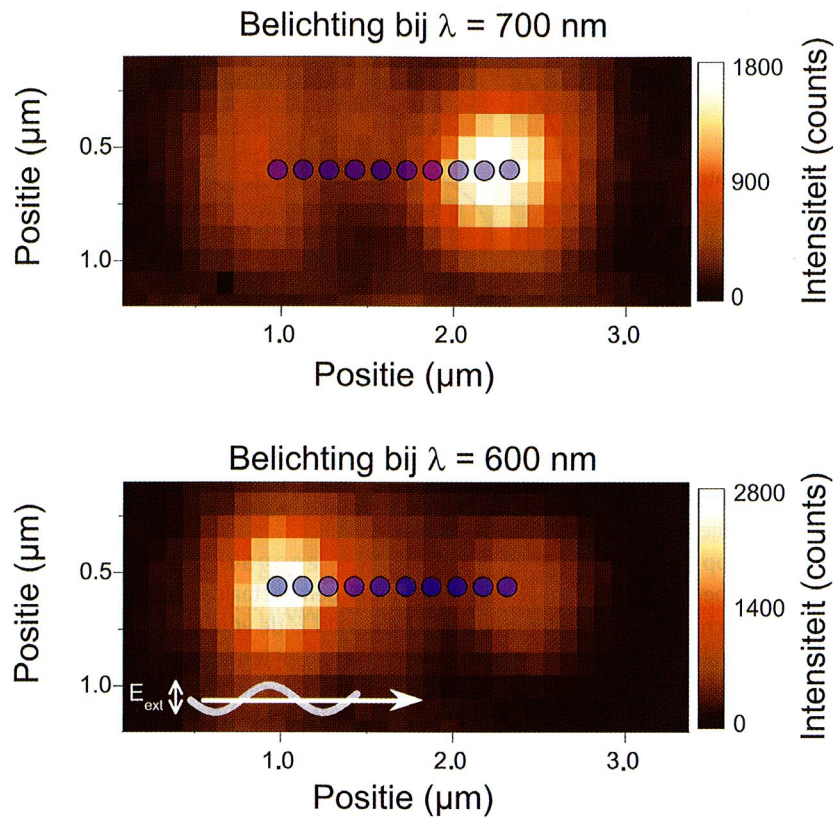 Belichting bij λ = 700 nm
Positie (µm)
0.5
1.0
1.0
2.0
3.0
Positie (µm)
1800
900
0
Intensiteit (counts)
Belichting bij λ = 600 nm
Positie (µm)
0.5
1.0
E_ext
1.0
2.0
3.0
Positie (µm)
2800
1400
0
Intensiteit (counts)